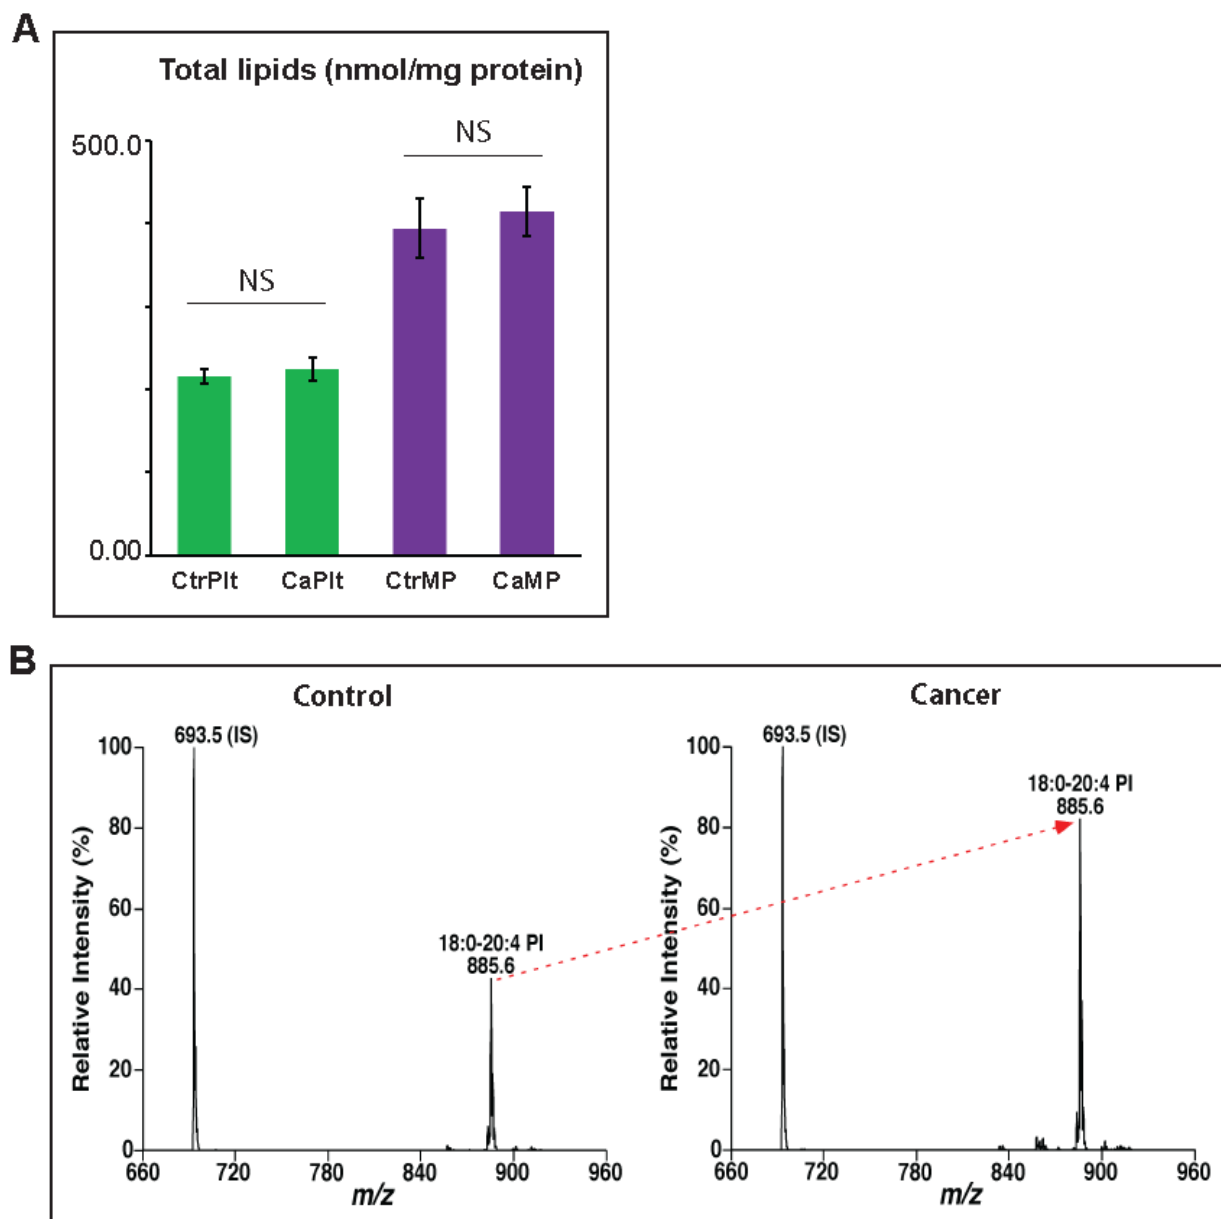 A
Total lipids (nmol/mg protein)
500.0
NS
NS
0.00
CtrPlt CaPlt CtrMP CaMP
B
Control
693.5 (IS)
100
80
60
40
20
0
Relative Intensity (%)
18:0-20:4 PI
885.6
660 720 780 840 900 960
m/z
Cancer
693.5 (IS)
100
80
60
40
20
0
Relative Intensity (%)
18:0-20:4 PI
885.6
660 720 780 840 900 960
m/z